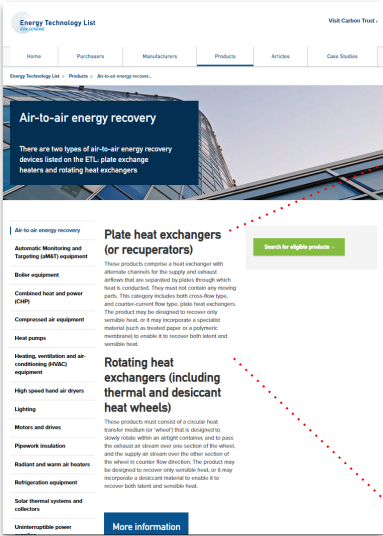 Energy Technology List
ECA SCHEME
Visit Carbon Trust ›
Home
Purchasers
Manufacturers
Products
Articles
Case Studies
Energy Technology List › Products › Air-to-air energy recover...
Air-to-air energy recovery
There are two types of air-to-air energy recovery
devices listed on the ETL: plate exchange
heaters and rotating heat exchangers
Air-to-air energy recovery
Automatic Monitoring and
Targeting (aM&T) equipment
Boiler equipment
Combined heat and power
(CHP)
Compressed air equipment
Heat pumps
Heating, ventilation and air-
conditioning (HVAC)
equipment
High speed hand air dryers
Lighting
Motors and drives
Pipework insulation
Radiant and warm air heaters
Refrigeration equipment
Solar thermal systems and
collectors
Uninterruptible power
Plate heat exchangers
(or recuperators)
These products comprise a heat exchanger with
alternate channels for the supply and exhaust
airflows that are separated by plates through which
heat is conducted. They must not contain any moving
parts. This category includes both cross-flow type,
and counter-current flow type, plate heat exchangers.
The product may be designed to recover only
sensible heat, or it may incorporate a specialist
material (such as treated paper or a polymeric
membrane) to enable it to recover both latent and
sensible heat.
Rotating heat
exchangers (including
thermal and desiccant
heat wheels)
These products must consist of a circular heat
transfer medium (or 'wheel') that is designed to
slowly rotate within an airtight container, and to pass
the exhaust air stream over one section of the wheel,
and the supply air stream over the other section of
the wheel in counter flow direction. The product may
be designed to recover only sensible heat, or it may
incorporate a desiccant material to enable it to
recover both latent and sensible heat.
More information
Search for eligible products ›